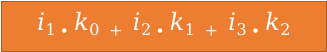 i₁.k₀ + i₂.k₁ + i₃.k₂